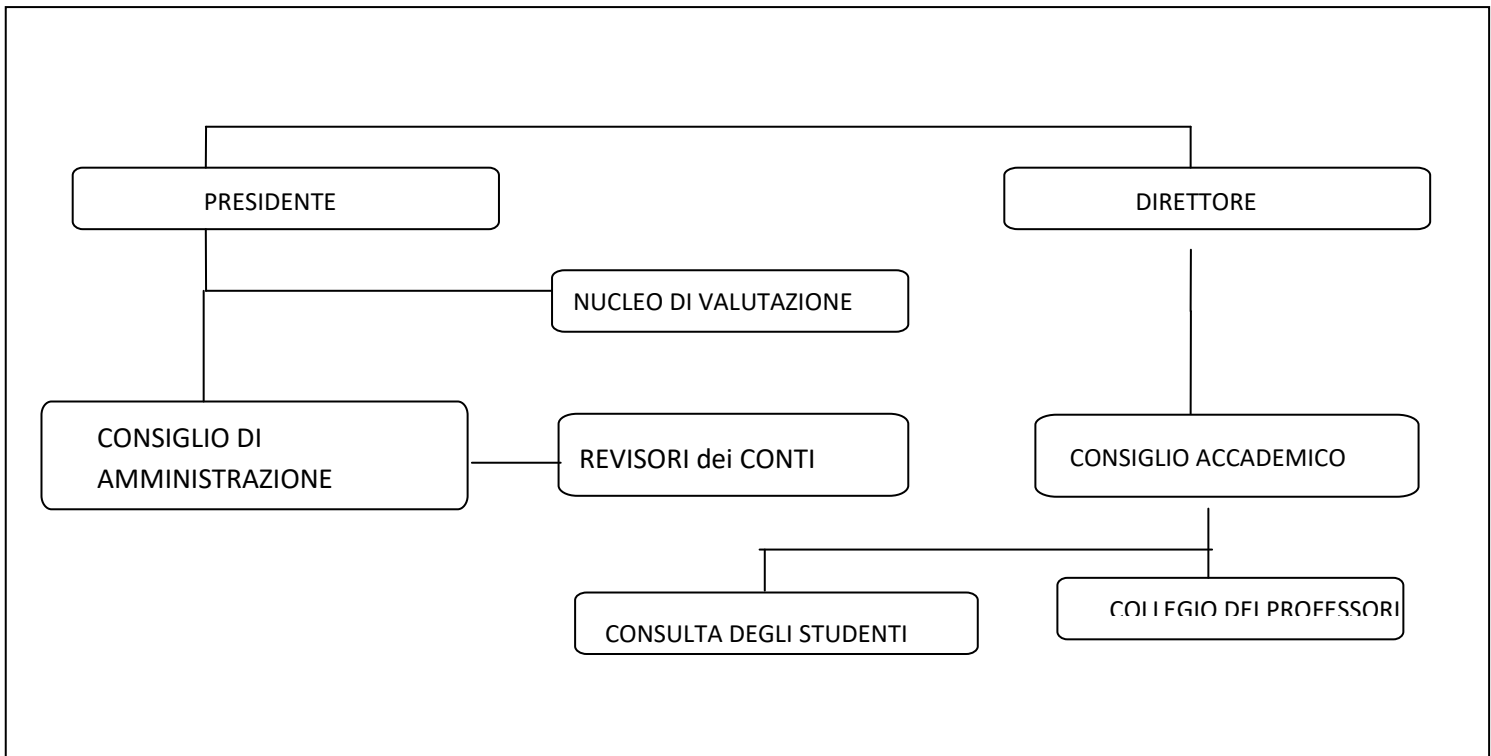 PRESIDENTE
DIRETTORE
NUCLEO DI VALUTAZIONE
CONSIGLIO DI
AMMINISTRAZIONE
REVISORI dei CONTI
CONSIGLIO ACCADEMICO
CONSULTA DEGLI STUDENTI
COLLEGIO DEI PROFESSORI